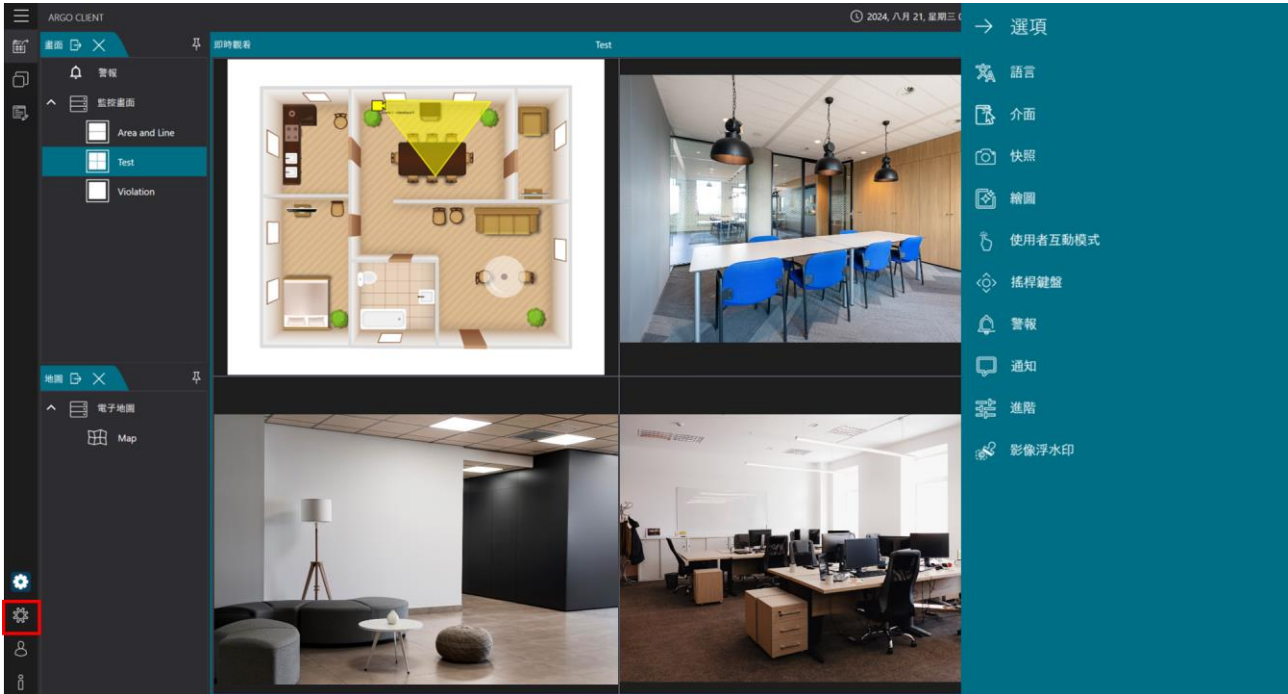 ARGO CLIENT
2024, 八月 21, 星期三
選項
畫面
即時觀看
Test
警報
監控畫面
Area and Line
Test
Violation
地圖
電子地圖
Map
語言
介面
快照
繪圖
使用者互動模式
搖桿鍵盤
警報
通知
進階
影像浮水印